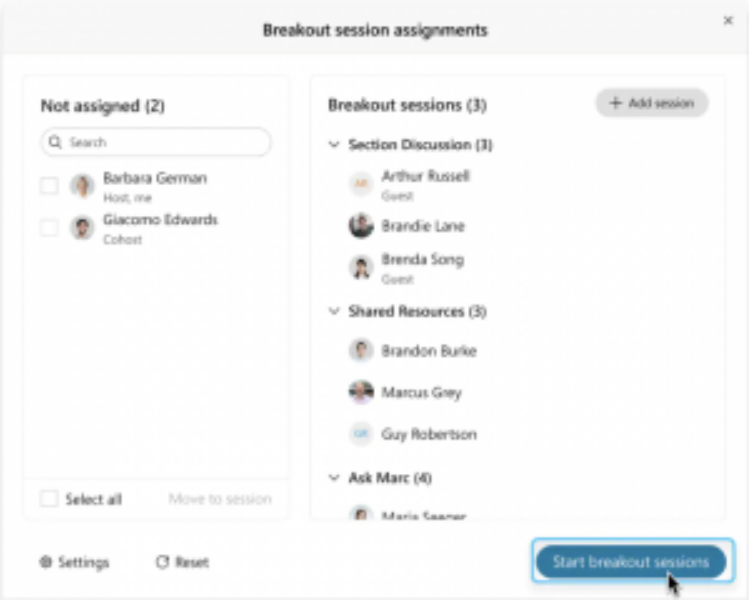 Breakout session assignments
Not assigned (2)
Search
Barbara German
Host, me
Giacomo Edwards
Cohost
Select all
Move to session
Breakout sessions (3)
+ Add session
Section Discussion (3)
AR
Arthur Russell
Guest
Brandie Lane
Brenda Song
Guest
Shared Resources (3)
Brandon Burke
Marcus Grey
GR
Guy Robertson
Ask Marc (4)
Maria
Settings
Reset
Start breakout sessions